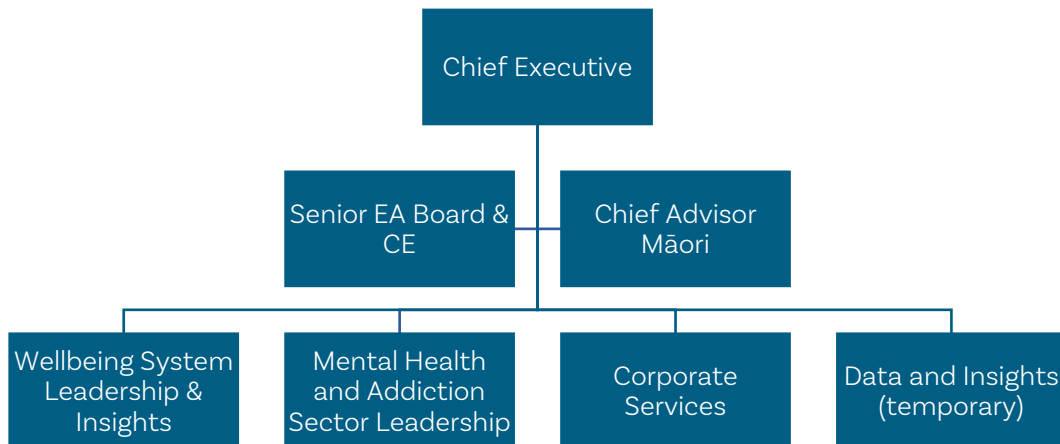 Chief Executive
Senior EA Board &
CE
Chief Advisor
Māori
Wellbeing System
Leadership &
Insights
Mental Health
and Addiction
Sector Leadership
Corporate
Services
Data and Insights
(temporary)